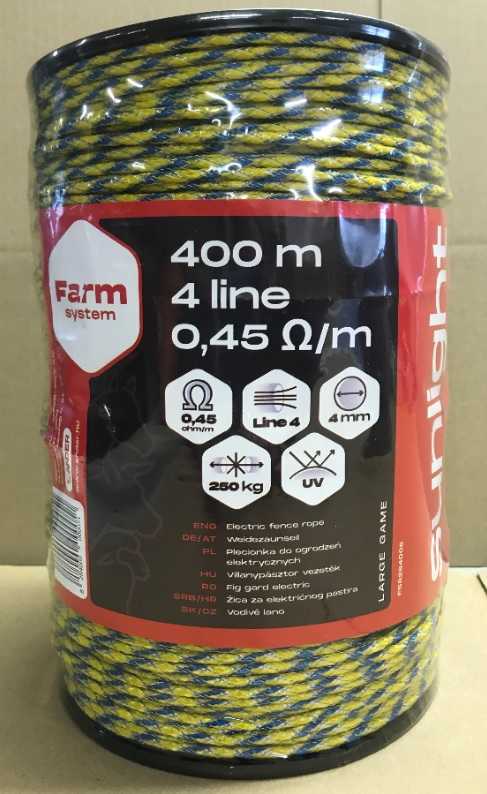 Farm
system
400 m
4 line
0,45 Ω/m
Ω
0,45
ohm/m
Line 4
4 mm
250 kg
UV
ENG Electric fence rope
DE/AT Weidezaunseil
PL Plecionka do ogrodzeń
elektrycznych
HU Villanypásztor vezeték
RO Fig gard electric
SRB/HR Žica za električnog pastra
SK/CZ Vodivé lano
LARGE GAME
sunlight
LANCER